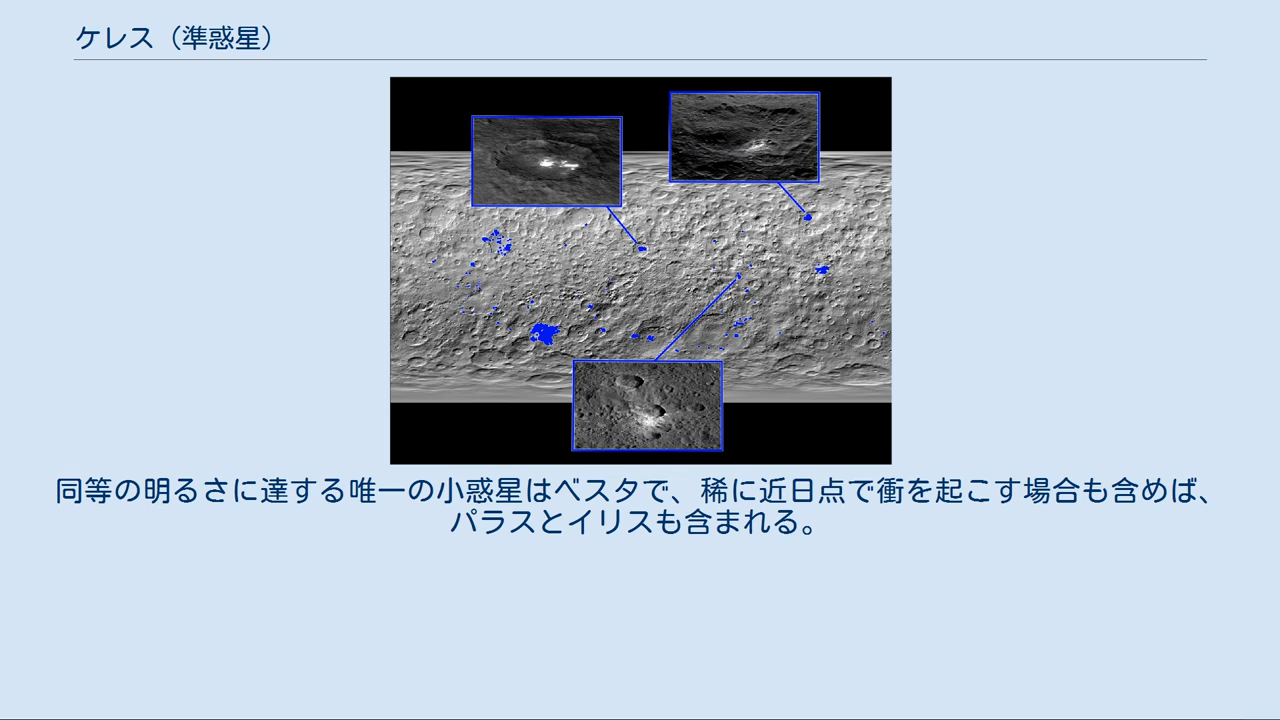 ケレス（準惑星）
同等の明るさに達する唯一の小惑星はベスタで、稀に近日点で衝を起こす場合も含めば、
パラスとイリスも含まれる。